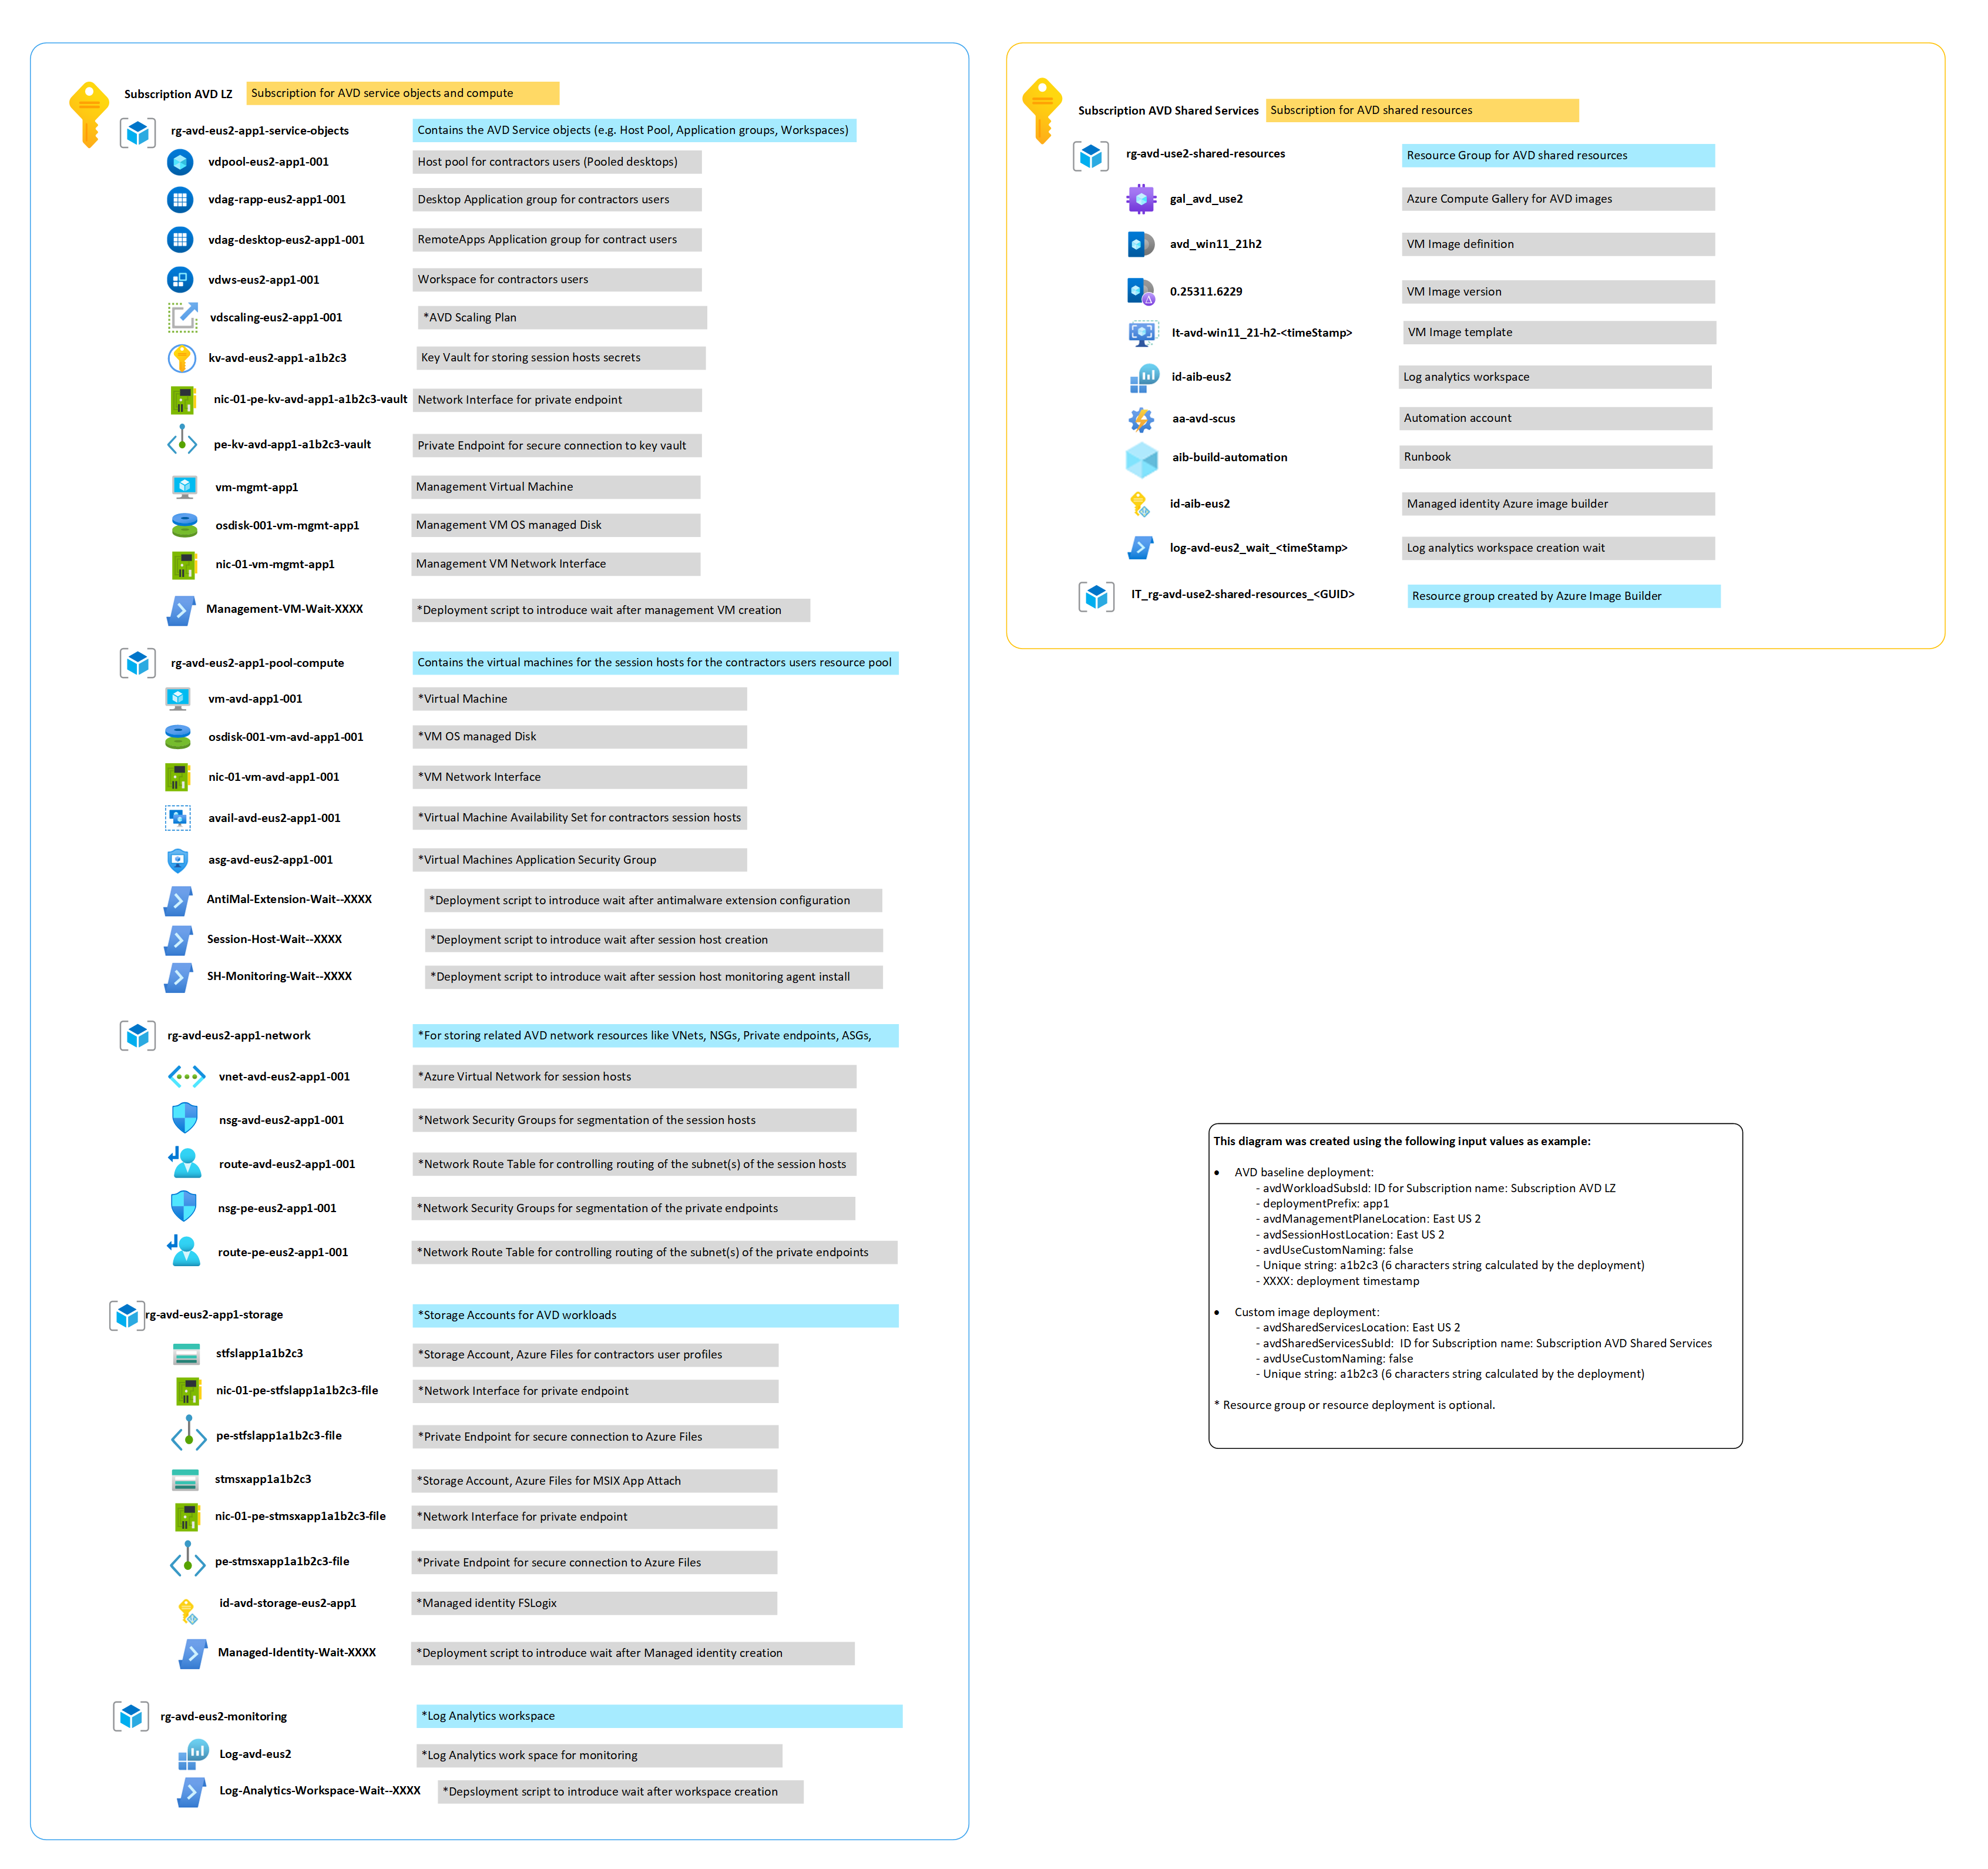 Subscription AVD LZ Subscription for AVD service objects and compute
rg-avd-eus2-app1-service-objects Contains the AVD Service objects (e.g. Host Pool, Application groups, Workspaces)
vdpool-eus2-app1-001 Host pool for contractors users (Pooled desktops)
vdag-rapp-eus2-app1-001 Desktop Application group for contractors users
vdag-desktop-eus2-app1-001 RemoteApps Application group for contract users
vdws-eus2-app1-001 Workspace for contractors users
vdscaling-eus2-app1-001 *AVD Scaling Plan
kv-avd-eus2-app1-a1b2c3 Key Vault for storing session hosts secrets
nic-01-pe-kv-avd-app1-a1b2c3-vault Network Interface for private endpoint
pe-kv-avd-app1-a1b2c3-vault Private Endpoint for secure connection to key vault
vm-mgmt-app1 Management Virtual Machine
osdisk-001-vm-mgmt-app1 Management VM OS managed Disk
nic-01-vm-mgmt-app1 Management VM Network Interface
Management-VM-Wait-XXXX *Deployment script to introduce wait after management VM creation
rg-avd-eus2-app1-pool-compute Contains the virtual machines for the session hosts for the contractors users resource pool
vm-avd-app1-001 *Virtual Machine
osdisk-001-vm-avd-app1-001 *VM OS managed Disk
nic-01-vm-avd-app1-001 *VM Network Interface
avail-avd-eus2-app1-001 *Virtual Machine Availability Set for contractors session hosts
asg-avd-eus2-app1-001 *Virtual Machines Application Security Group
AntiMal-Extension-Wait--XXXX *Deployment script to introduce wait after antimalware extension configuration
Session-Host-Wait--XXXX *Deployment script to introduce wait after session host creation
SH-Monitoring-Wait--XXXX *Deployment script to introduce wait after session host monitoring agent install
rg-avd-eus2-app1-network *For storing related AVD network resources like VNets, NSGs, Private endpoints, ASGs,
vnet-avd-eus2-app1-001 *Azure Virtual Network for session hosts
nsg-avd-eus2-app1-001 *Network Security Groups for segmentation of the session hosts
route-avd-eus2-app1-001 *Network Route Table for controlling routing of the subnet(s) of the session hosts
nsg-pe-eus2-app1-001 *Network Security Groups for segmentation of the private endpoints
route-pe-eus2-app1-001 *Network Route Table for controlling routing of the subnet(s) of the private endpoints
rg-avd-eus2-app1-storage *Storage Accounts for AVD workloads
stfslapp1a1b2c3 *Storage Account, Azure Files for contractors user profiles
nic-01-pe-stfslapp1a1b2c3-file *Network Interface for private endpoint
pe-stfslapp1a1b2c3-file *Private Endpoint for secure connection to Azure Files
stmsxapp1a1b2c3 *Storage Account, Azure Files for MSIX App Attach
nic-01-pe-stmsxapp1a1b2c3-file *Network Interface for private endpoint
pe-stmsxapp1a1b2c3-file *Private Endpoint for secure connection to Azure Files
id-avd-storage-eus2-app1 *Managed identity FSLogix
Managed-Identity-Wait-XXXX *Deployment script to introduce wait after Managed identity creation
rg-avd-eus2-monitoring *Log Analytics workspace
Log-avd-eus2 *Log Analytics work space for monitoring
Log-Analytics-Workspace-Wait--XXXX *Depsloyment script to introduce wait after workspace creation
Subscription AVD Shared Services Subscription for AVD shared resources
rg-avd-use2-shared-resources Resource Group for AVD shared resources
gal_avd_use2 Azure Compute Gallery for AVD images
avd_win11_21h2 VM Image definition
0.25311.6229 VM Image version
It-avd-win11_21-h2-<timeStamp> VM Image template
id-aib-eus2 Log analytics workspace
aa-avd-scus Automation account
aib-build-automation Runbook
id-aib-eus2 Managed identity Azure image builder
log-avd-eus2_wait_<timeStamp> Log analytics workspace creation wait
IT_rg-avd-use2-shared-resources_<GUID> Resource group created by Azure Image Builder
This diagram was created using the following input values as example:
• AVD baseline deployment:
- avdWorkloadSubsId: ID for Subscription name: Subscription AVD LZ
- deploymentPrefix: app1
- avdManagementPlaneLocation: East US 2
- avdSessionHostLocation: East US 2
- avdUseCustomNaming: false
- Unique string: a1b2c3 (6 characters string calculated by the deployment)
- XXXX: deployment timestamp
• Custom image deployment:
- avdSharedServicesLocation: East US 2
- avdSharedServicesSubId: ID for Subscription name: Subscription AVD Shared Services
- avdUseCustomNaming: false
- Unique string: a1b2c3 (6 characters string calculated by the deployment)
* Resource group or resource deployment is optional.